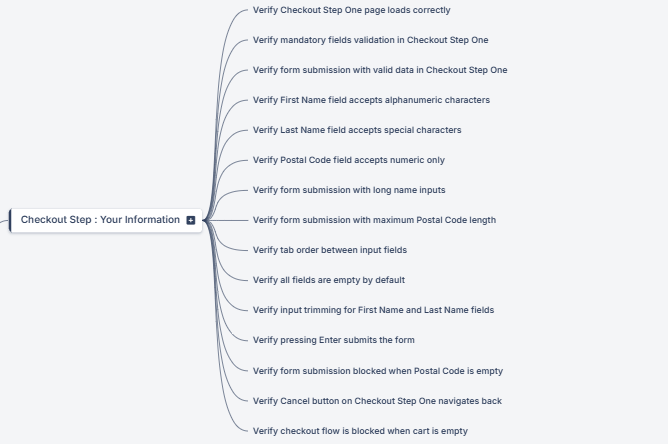 Verify Checkout Step One page loads correctly
Verify mandatory fields validation in Checkout Step One
Verify form submission with valid data in Checkout Step One
Verify First Name field accepts alphanumeric characters
Verify Last Name field accepts special characters
Verify Postal Code field accepts numeric only
Verify form submission with long name inputs
Checkout Step : Your Information
Verify form submission with maximum Postal Code length
Verify tab order between input fields
Verify all fields are empty by default
Verify input trimming for First Name and Last Name fields
Verify pressing Enter submits the form
Verify form submission blocked when Postal Code is empty
Verify Cancel button on Checkout Step One navigates back
Verify checkout flow is blocked when cart is empty